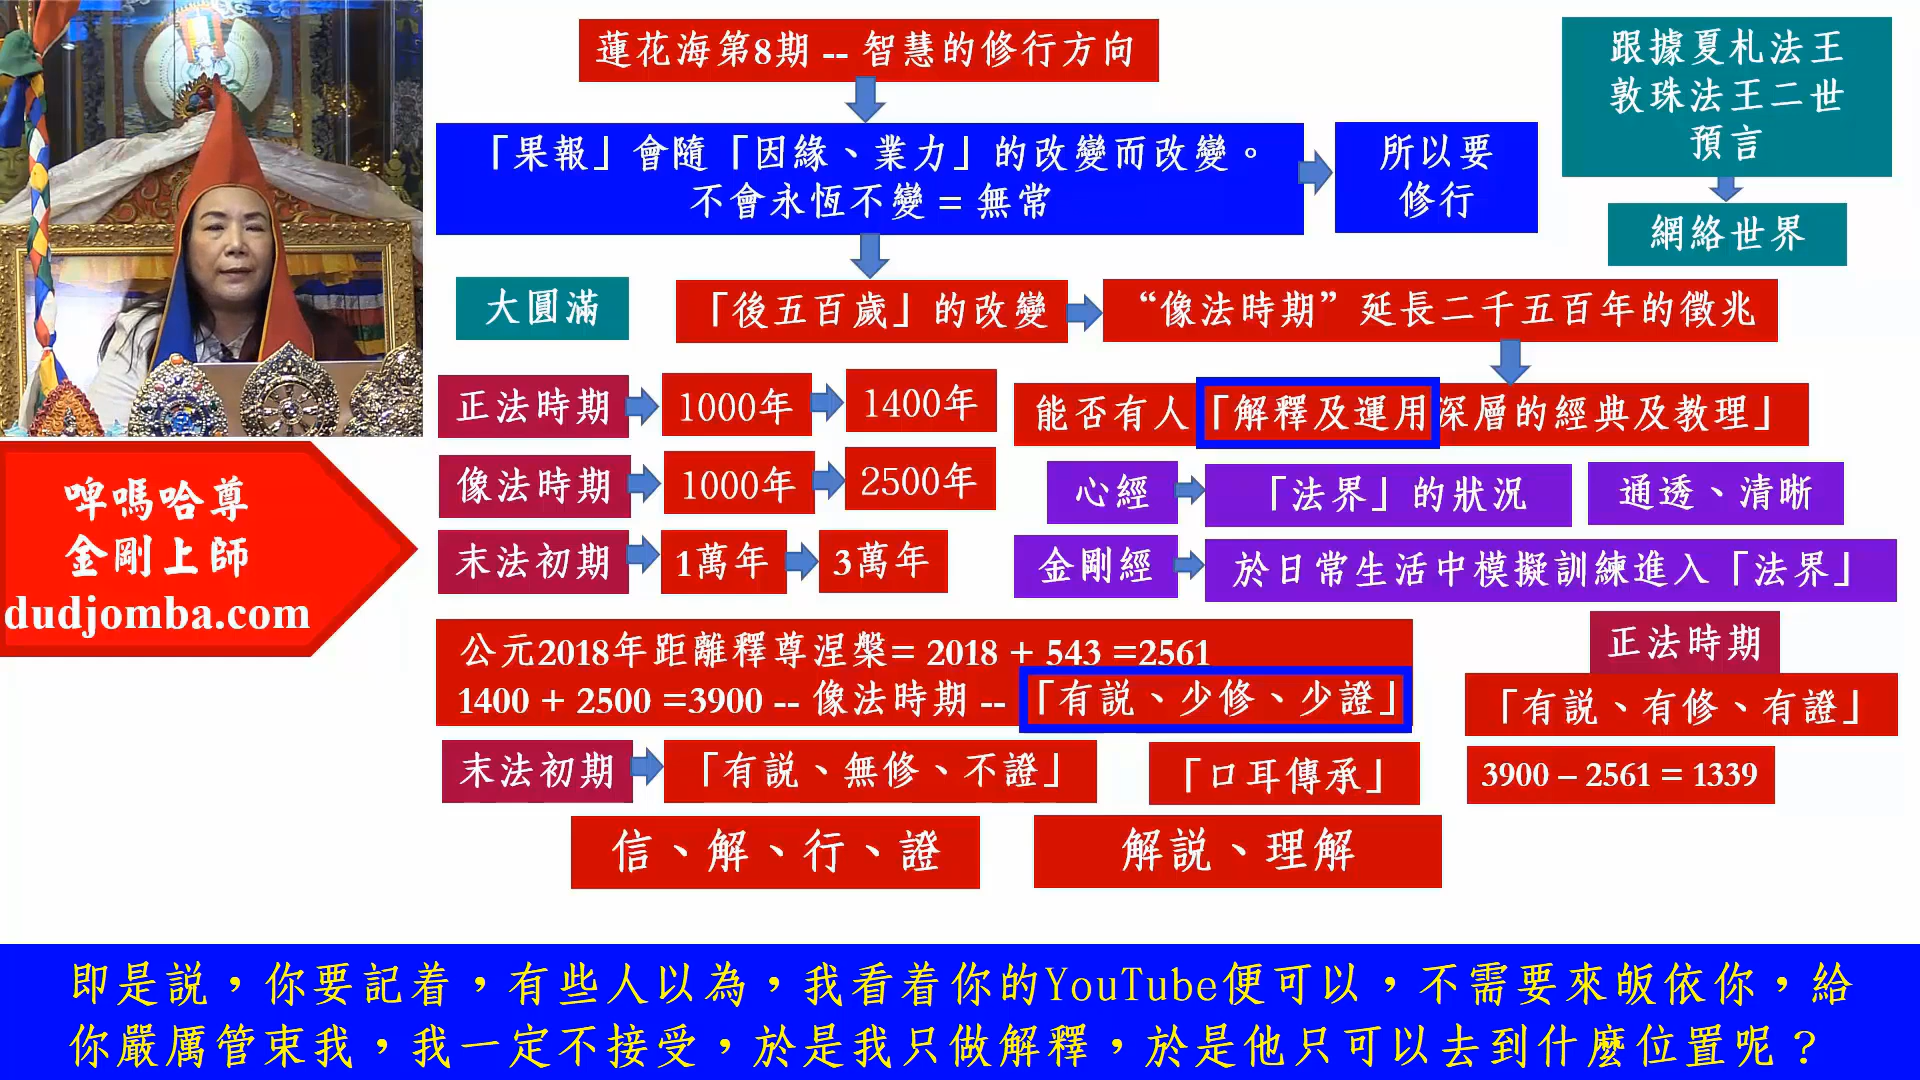 蓮花海第8期 -- 智慧的修行方向
跟據夏札法王
敦珠法王二世
預言
網絡世界
「果報」會隨「因緣、業力」的改變而改變。
不會永恆不變 = 無常
所以要
修行
大圓滿
「後五百歲」的改變
“像法時期”延長二千五百年的徵兆
正法時期
1000年
1400年
能否有人「解釋及運用深層的經典及教理」
像法時期
1000年
2500年
心經
「法界」的狀況
通透、清晰
末法初期
1萬年
3萬年
金剛經
於日常生活中模擬訓練進入「法界」
啤嗎哈尊
金剛上師
dudjomba.com
公元2018年距離釋尊涅槃= 2018 + 543 =2561
1400 + 2500 =3900 -- 像法時期 -- 「有説、少修、少證」
正法時期
「有説、有修、有證」
末法初期
「有説、無修、不證」
「口耳傳承」
3900 – 2561 = 1339
信、解、行、證
解説、理解
即是説，你要記着，有些人以為，我看着你的YouTube便可以，不需要來皈依你，給
你嚴厲管束我，我一定不接受，於是我只做解釋，於是他只可以去到什麼位置呢？